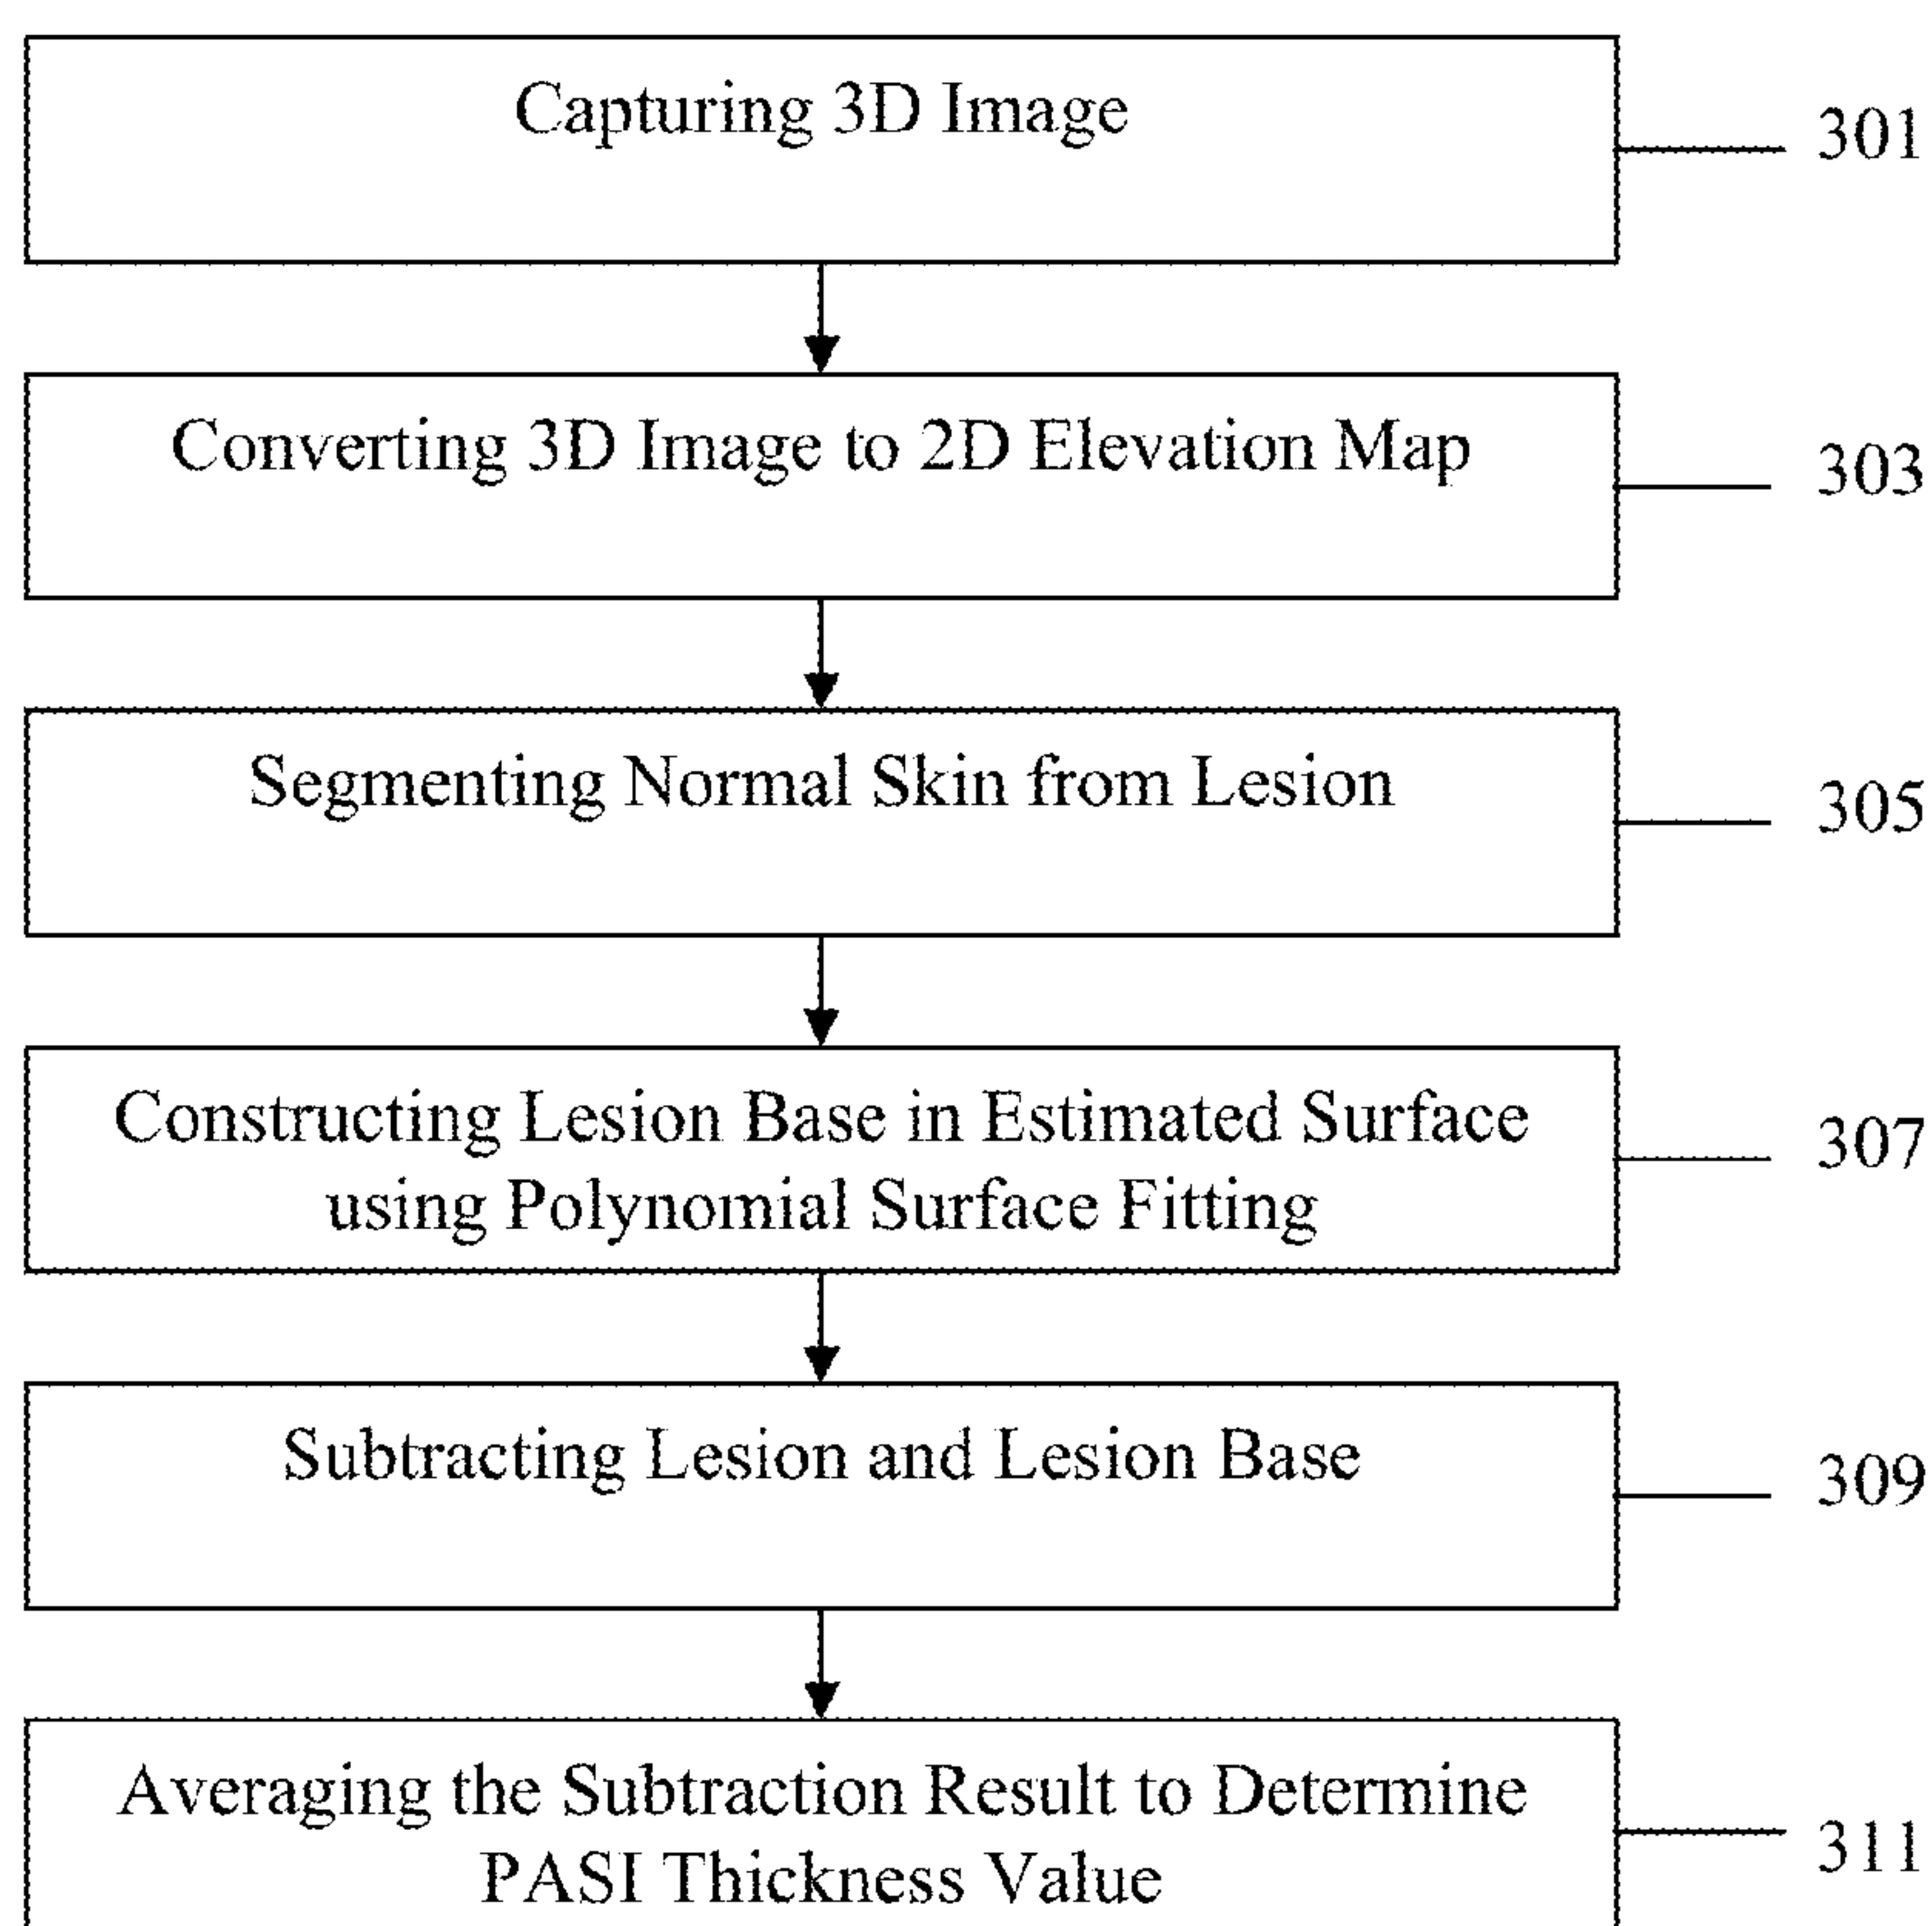 Capturing 3D Image
301
Converting 3D Image to 2D Elevation Map
303
Segmenting Normal Skin from Lesion
305
Constructing Lesion Base in Estimated Surface
using Polynomial Surface Fitting
307
Subtracting Lesion and Lesion Base
309
Averaging the Subtraction Result to Determine
PASI Thickness Value
311